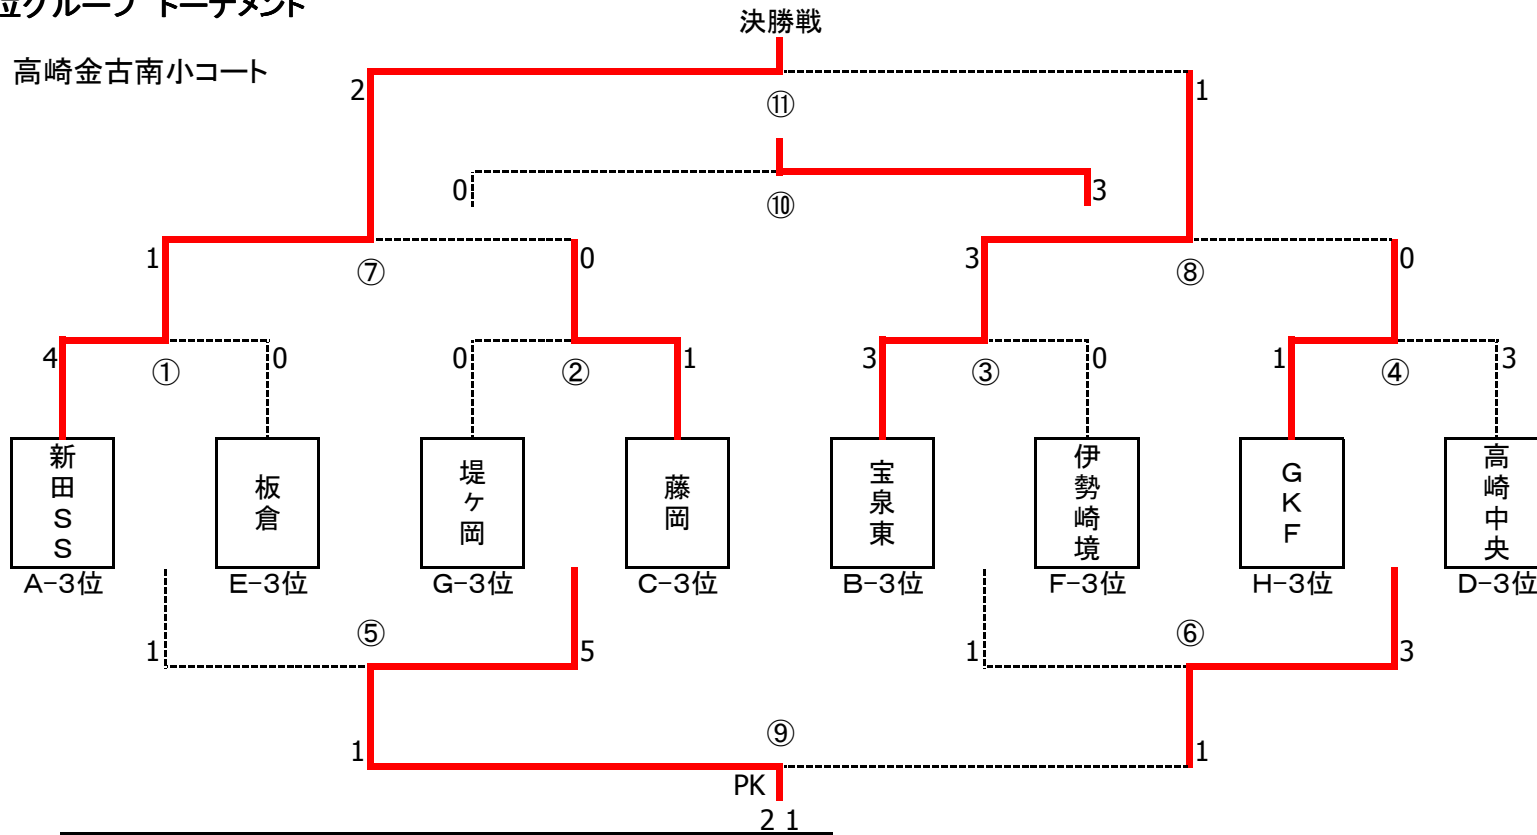 位グループ トーナメント
決勝戦
高崎金古南小コート
2 1
⑪
0 3
⑩
1 0 3 0
⑦ ⑧
4 0 0 1 3 0 1 3
① ② ③ ④
新田SS 板倉 堤ヶ岡 藤岡 宝泉東 伊勢崎境 GKF 高崎中央
A-3位 E-3位 G-3位 C-3位 B-3位 F-3位 H-3位 D-3位
⑤ ⑥
1 5 1 3
⑨
1 1
PK
2 1